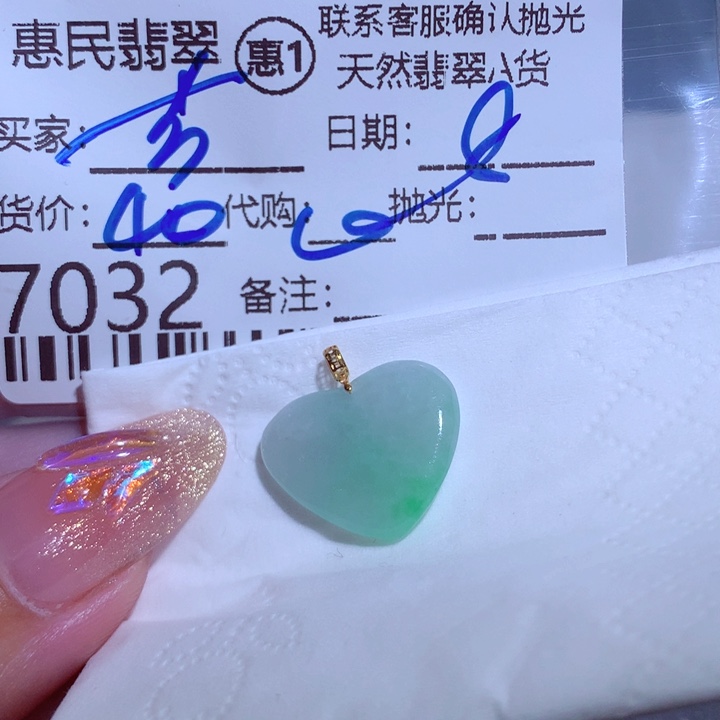 惠民翡翠 惠1 联系客服确认抛光
天然翡翠A货
买家： 日期：
货价：40 代购： 抛光：
7032 备注：